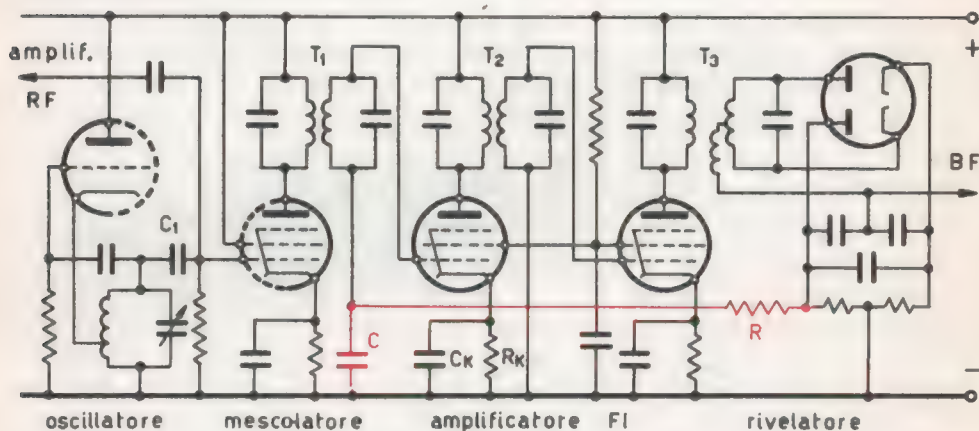 amplif.
RF
T1
T2
T3
+
BF
C1
C
CK
RK
R
−
oscillatore mescolatore amplificatore FI rivelatore